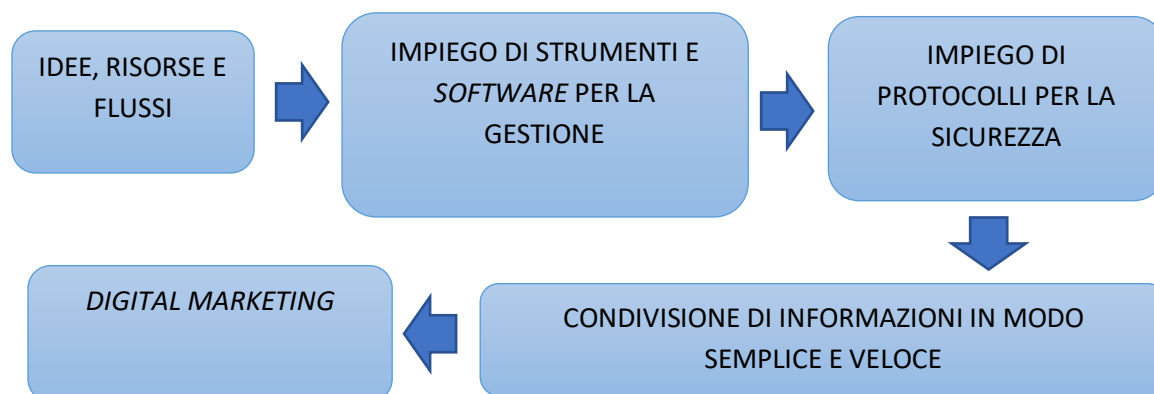 IDEE, RISORSE E
FLUSSI
IMPIEGO DI STRUMENTI E
SOFTWARE PER LA
GESTIONE
IMPIEGO DI
PROTOCOLLI PER LA
SICUREZZA
CONDIVISIONE DI INFORMAZIONI IN MODO
SEMPLICE E VELOCE
DIGITAL MARKETING